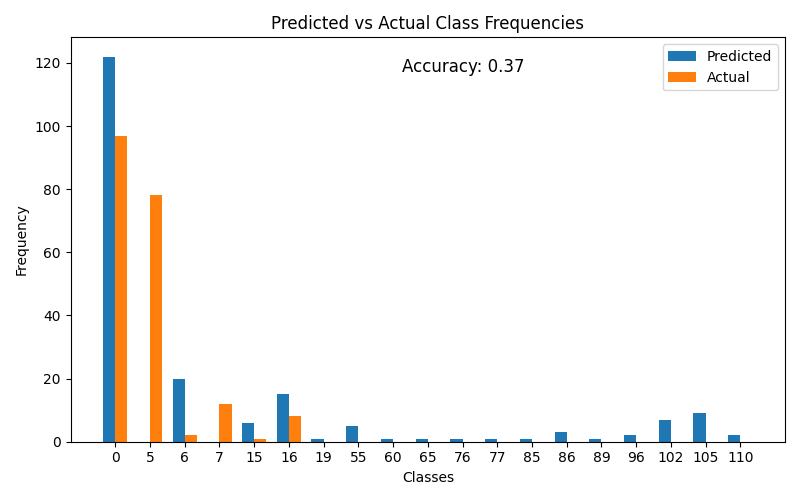 Predicted vs Actual Class Frequencies
Accuracy: 0.37
Predicted
Actual
Frequency
120
100
80
60
40
20
0
0 5 6 7 15 16 19 55 60 65 76 77 85 86 89 96 102 105 110
Classes